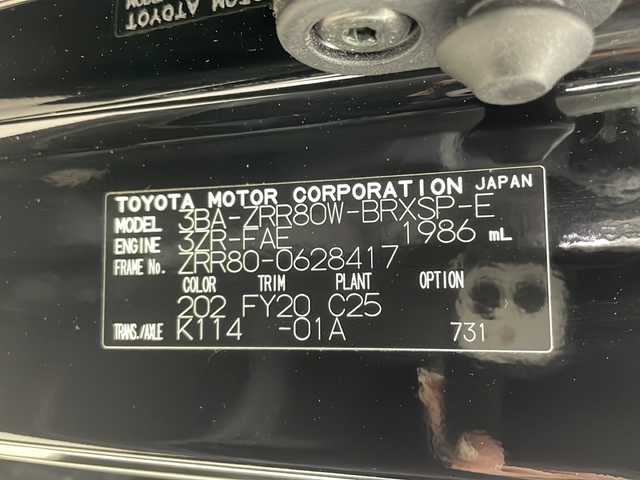 TOYOTA MOTOR CORPORATION JAPAN
MODEL 3BA-ZRR80W-BRXSP-E
ENGINE 3ZR-FAE 1986 mL
FRAME No. ZRR80-0628417
COLOR TRIM PLANT OPTION
202 FY20 C25
TRANS./AXLE K114 -01A 731